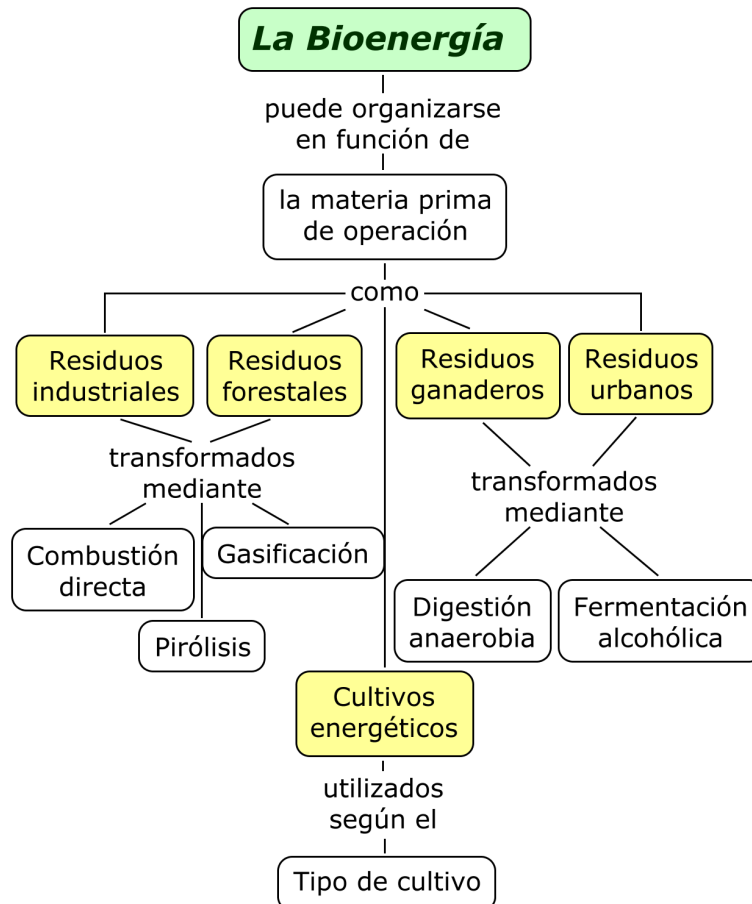 La Bioenergía
puede organizarse
en función de
la materia prima
de operación
como
Residuos
industriales
Residuos
forestales
Residuos
ganaderos
Residuos
urbanos
transformados
mediante
transformados
mediante
Combustión
directa
Gasificación
Pirólisis
Digestión
anaerobia
Fermentación
alcohólica
Cultivos
energéticos
utilizados
según el
Tipo de cultivo